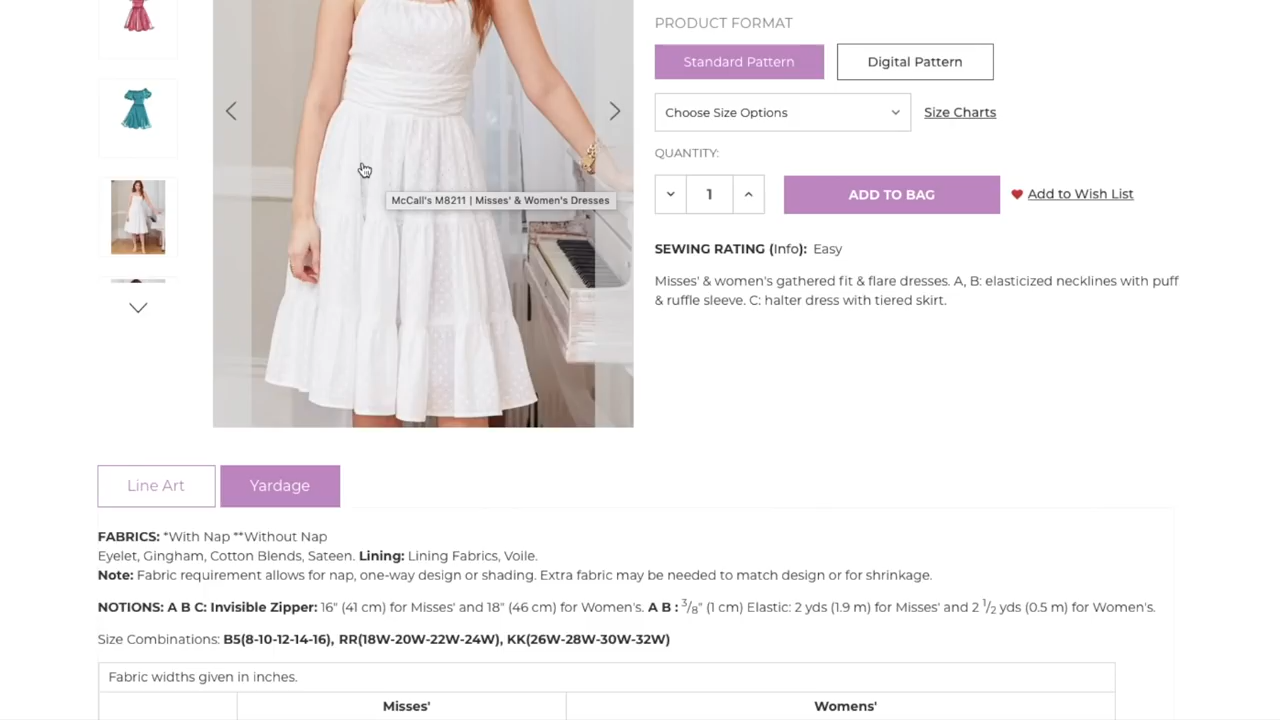 PRODUCT FORMAT
Standard Pattern
Digital Pattern
Choose Size Options
Size Charts
QUANTITY:
1
ADD TO BAG
Add to Wish List
McCall's M8211 | Misses' & Women's Dresses
SEWING RATING (Info): Easy
Misses' & women's gathered fit & flare dresses. A, B: elasticized necklines with puff
& ruffle sleeve. C: halter dress with tiered skirt.
Line Art
Yardage
FABRICS: *With Nap **Without Nap
Eyelet, Gingham, Cotton Blends, Sateen. Lining: Lining Fabrics, Voile.
Note: Fabric requirement allows for nap, one-way design or shading. Extra fabric may be needed to match design or for shrinkage.
NOTIONS: A B C: Invisible Zipper: 16" (41 cm) for Misses' and 18" (46 cm) for Women's. A B : 3/8" (1 cm) Elastic: 2 yds (1.9 m) for Misses' and 2 1/2 yds (0.5 m) for Women's.
Size Combinations: B5(8-10-12-14-16), RR(18W-20W-22W-24W), KK(26W-28W-30W-32W)
Fabric widths given in inches.
Misses'
Womens'